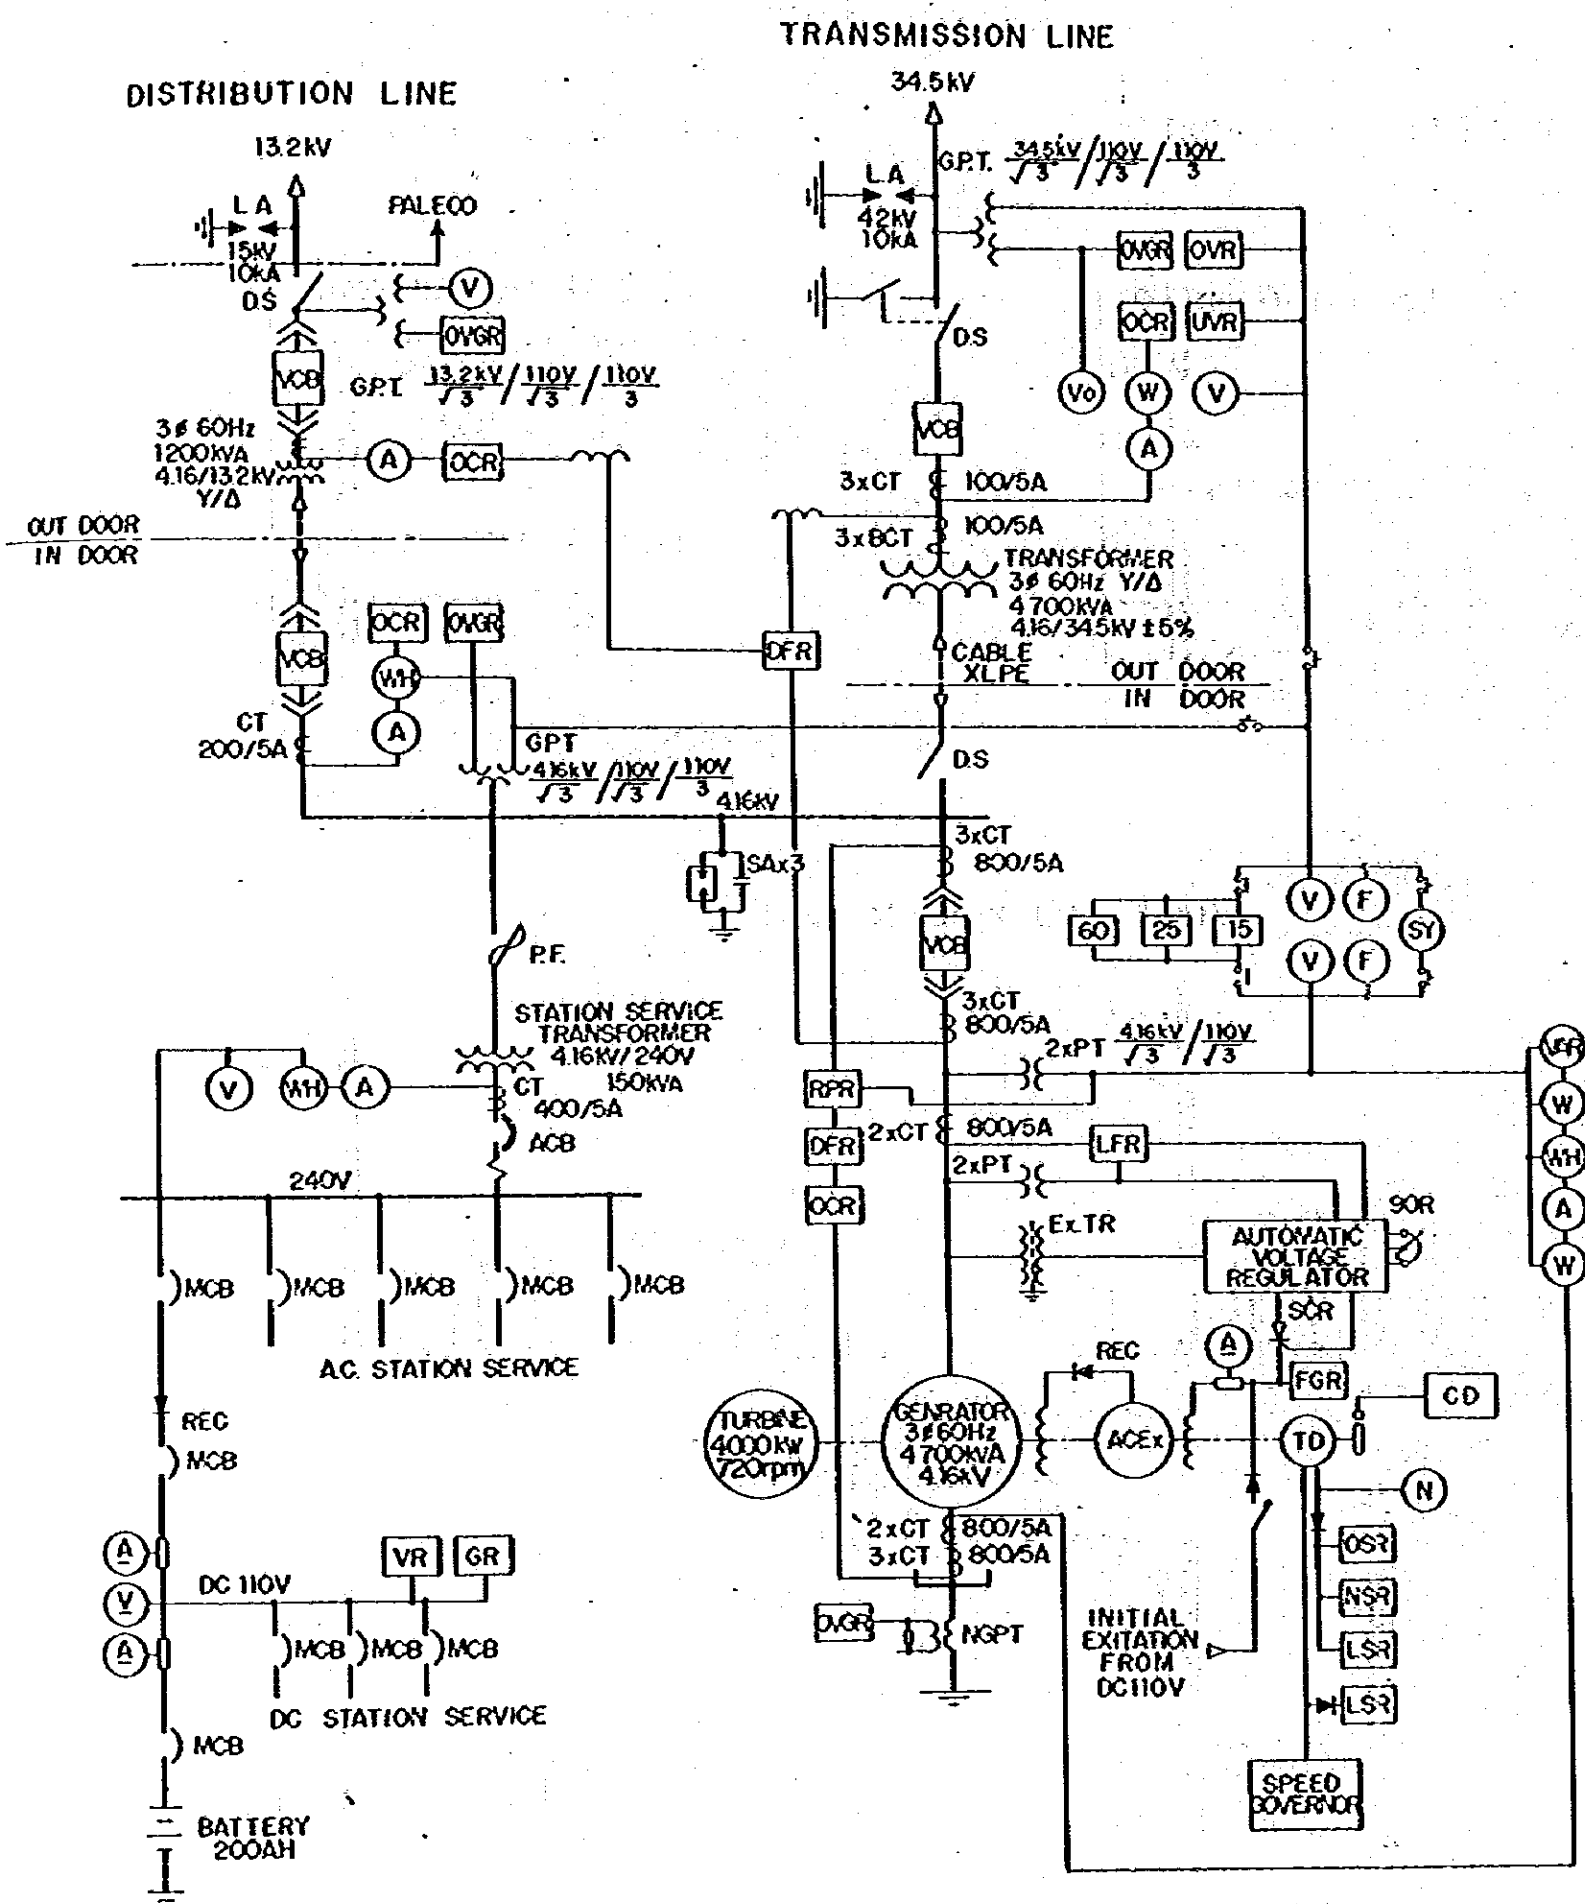 TRANSMISSION LINE
34.5kV
DISTRIBUTION LINE
13.2kV
LA
15kV
10kA
D.S
PALECO
V
OVGR
VCB
G.P.T. 13.2kV/√3 / 110V/√3 / 110V/3
3ø 60Hz
1200kVA
4.16/13.2kV
Y/Δ
A
OCR
OUT DOOR
IN DOOR
VCB
OCR
OVGR
WH
A
CT
200/5A
GPT
4.16kV/√3 / 110V/√3 / 110V/3
4.16kV
SAx3
P.F.
STATION SERVICE
TRANSFORMER
4.16kV/240V
150kVA
CT
400/5A
ACB
V
WH
A
240V
MCB
MCB
MCB
MCB
MCB
A.C. STATION SERVICE
REC
MCB
A
V
A
DC 110V
VR
GR
MCB
MCB
MCB
DC STATION SERVICE
MCB
BATTERY
200AH
L.A
42kV
10kA
G.P.T. 34.5kV/√3 / 110V/√3 / 110V/3
OVGR
OVR
OCR
UVR
Vo
W
V
A
D.S
VCB
3xCT 100/5A
3xBCT 100/5A
TRANSFORMER
3ø 60Hz Y/Δ
4700kVA
4.16/34.5kV ±5%
DFR
CABLE
XLPE
OUT DOOR
IN DOOR
D.S
3xCT
800/5A
VCB
3xCT
800/5A
60
25
15
V
F
SY
V
F
2xPT 4.16kV/√3 / 110V/√3
RPR
DFR
OCR
2xCT 800/5A
LFR
2xPT
Ex.TR
AUTOMATIC
VOLTAGE
REGULATOR
90R
W
WH
A
W
SCR
A
REC
FGR
CD
TURBINE
4000kW
720rpm
GENRATOR
3ø60Hz
4700kVA
4.16kV
ACEx
TD
N
2xCT 800/5A
3xCT 800/5A
OVGR
NGPT
INITIAL
EXITATION
FROM
DC110V
OSR
NSR
LSR
LSR
SPEED
GOVERNOR